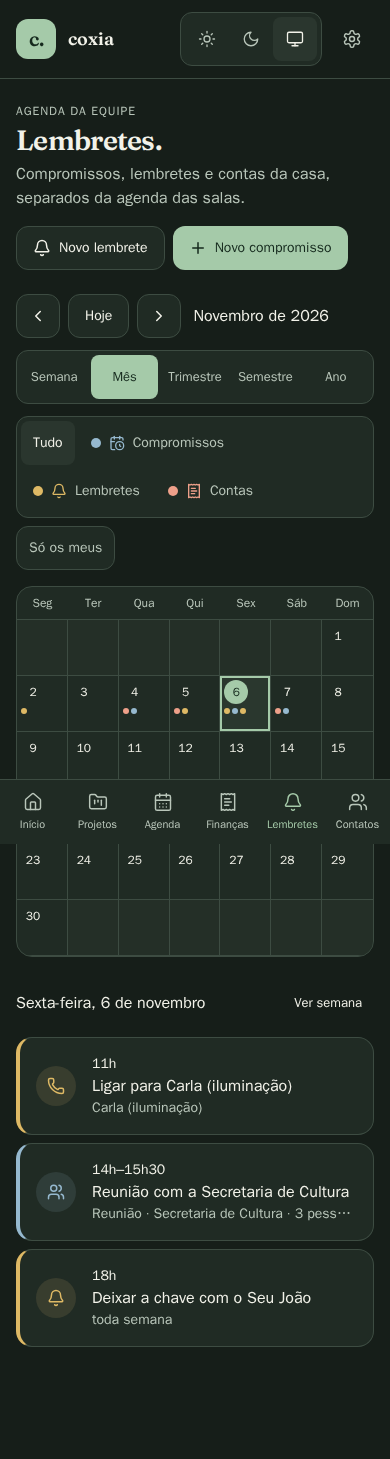 c. coxia
AGENDA DA EQUIPE
Lembretes.
Compromissos, lembretes e contas da casa,
separados da agenda das salas.
Novo lembrete
Novo compromisso
Hoje
Novembro de 2026
Semana Mês Trimestre Semestre Ano
Tudo Compromissos
Lembretes Contas
Só os meus
Seg Ter Qua Qui Sex Sáb Dom
1
2 3 4 5 6 7 8
9 10 11 12 13 14 15
Início Projetos Agenda Finanças Lembretes Contatos
23 24 25 26 27 28 29
30
Sexta-feira, 6 de novembro
Ver semana
11h
Ligar para Carla (iluminação)
Carla (iluminação)
14h–15h30
Reunião com a Secretaria de Cultura
Reunião · Secretaria de Cultura · 3 pess…
18h
Deixar a chave com o Seu João
toda semana